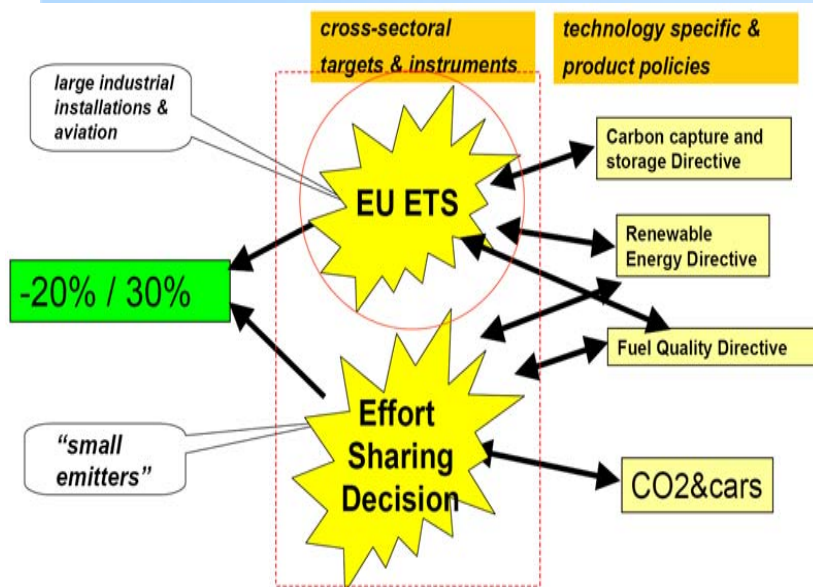 cross-sectoral
targets & instruments
technology specific &
product policies
large industrial
installations &
aviation
Carbon capture and
storage Directive
EU ETS
Renewable
Energy Directive
-20% / 30%
Fuel Quality Directive
Effort
Sharing
Decision
“small
emitters”
CO2&cars